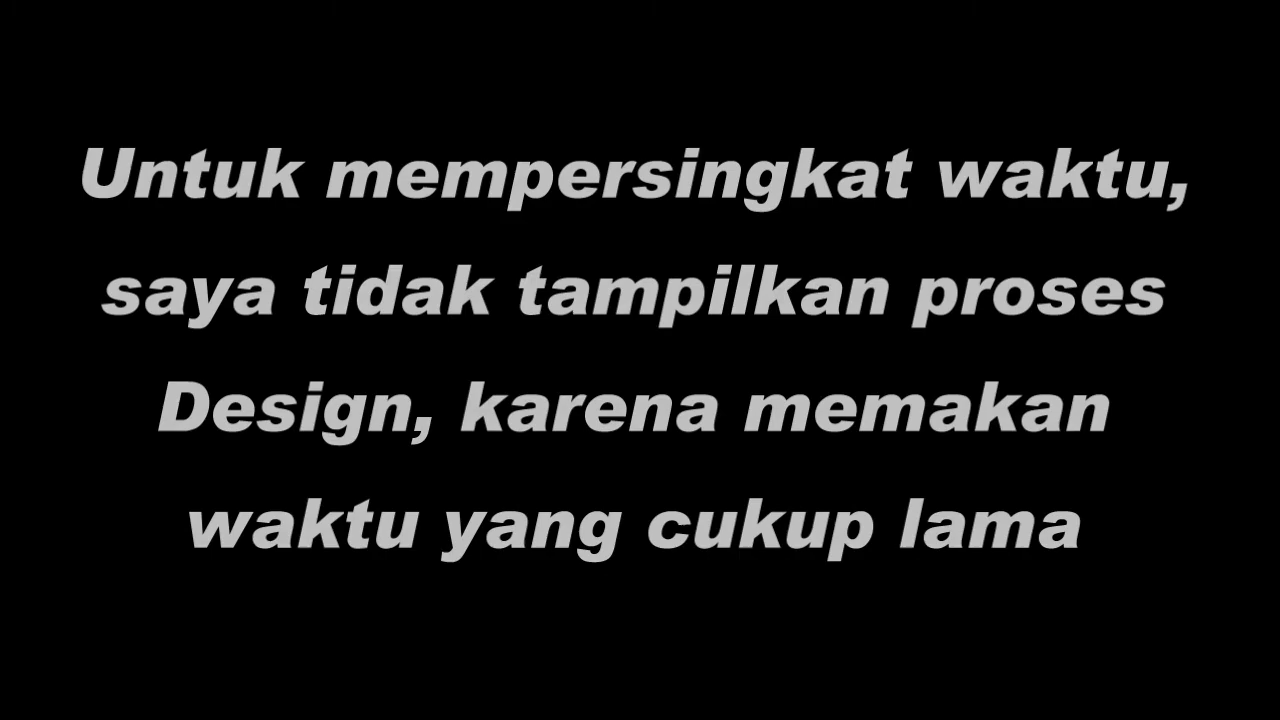 Untuk mempersingkat waktu,
saya tidak tampilkan proses
Design, karena memakan
waktu yang cukup lama